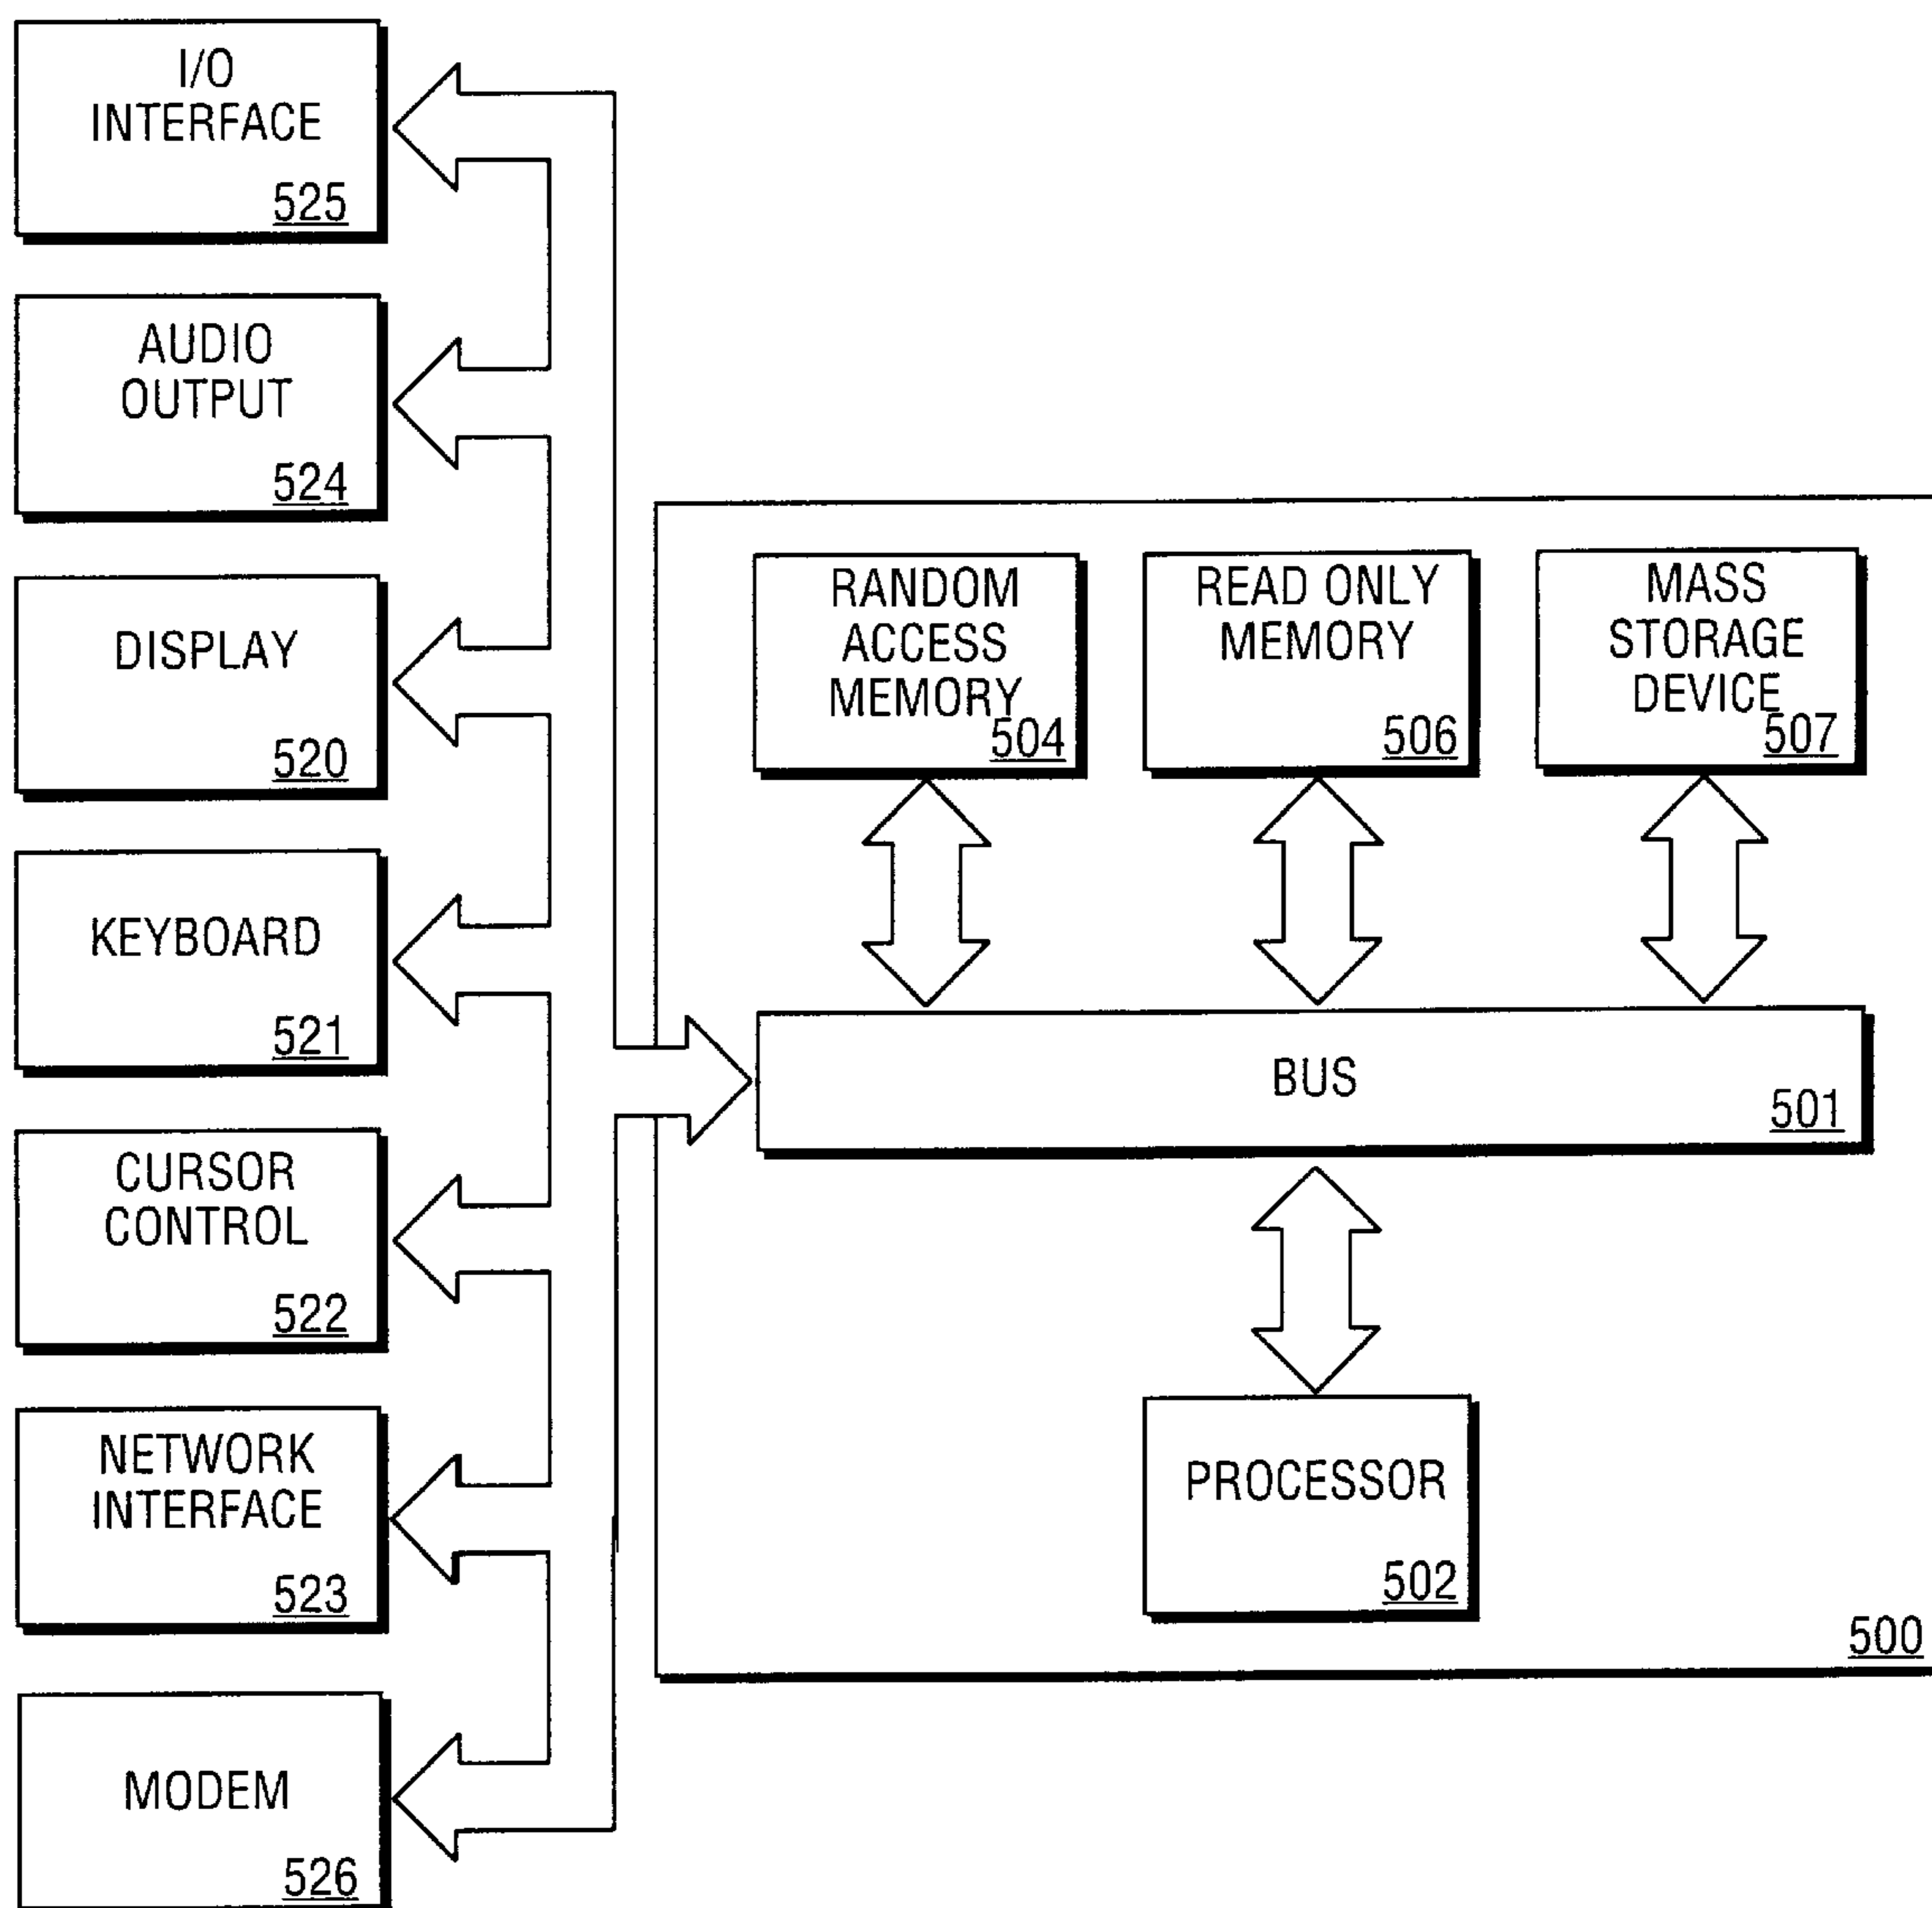 I/O
INTERFACE
525
AUDIO
OUTPUT
524
DISPLAY
520
KEYBOARD
521
CURSOR
CONTROL
522
NETWORK
INTERFACE
523
MODEM
526
RANDOM
ACCESS
MEMORY
504
READ ONLY
MEMORY
506
MASS
STORAGE
DEVICE
507
BUS
501
PROCESSOR
502
500